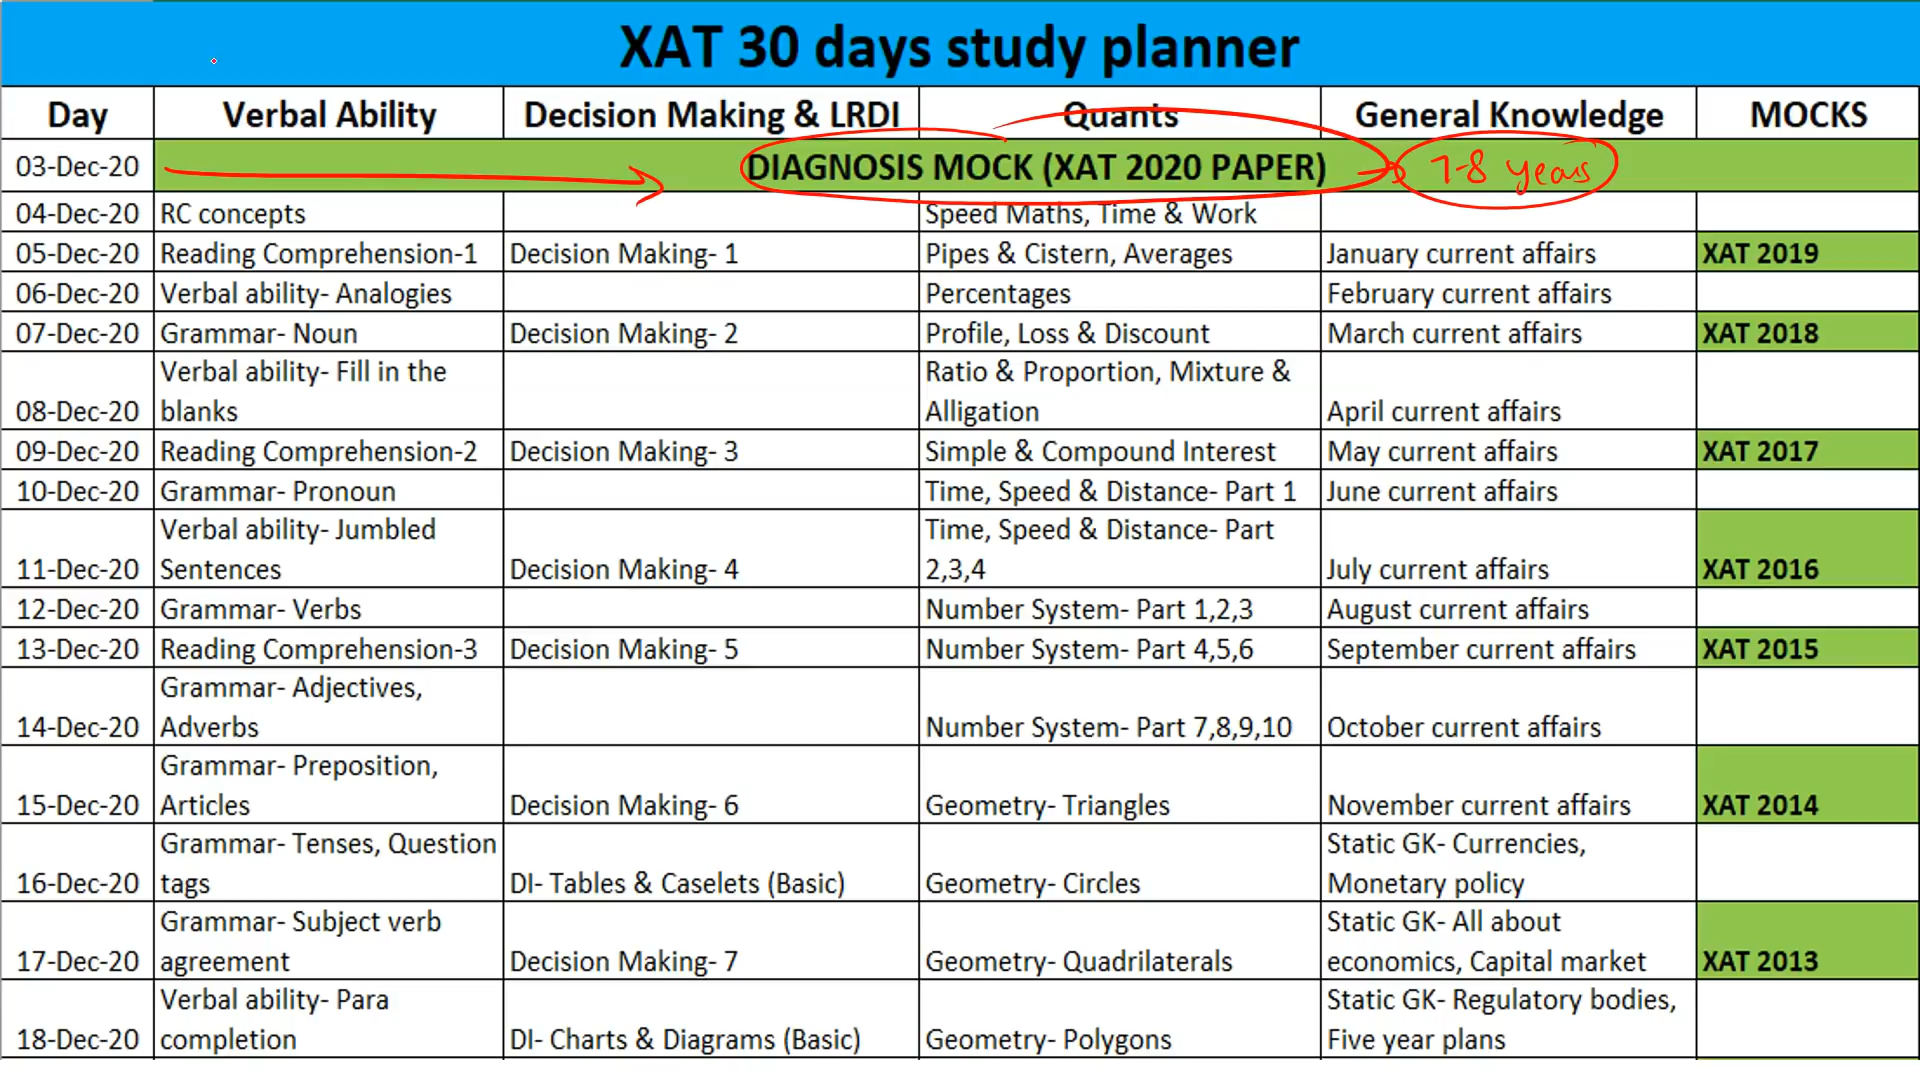 XAT 30 days study planner
Day Verbal Ability Decision Making & LRDI Quants General Knowledge MOCKS
03-Dec-20 DIAGNOSIS MOCK (XAT 2020 PAPER) 7-8 years
04-Dec-20 RC concepts Speed Maths, Time & Work
05-Dec-20 Reading Comprehension-1 Decision Making- 1 Pipes & Cistern, Averages January current affairs XAT 2019
06-Dec-20 Verbal ability- Analogies Percentages February current affairs
07-Dec-20 Grammar- Noun Decision Making- 2 Profile, Loss & Discount March current affairs XAT 2018
Verbal ability- Fill in the Ratio & Proportion, Mixture &
08-Dec-20 blanks Alligation April current affairs
09-Dec-20 Reading Comprehension-2 Decision Making- 3 Simple & Compound Interest May current affairs XAT 2017
10-Dec-20 Grammar- Pronoun Time, Speed & Distance- Part 1 June current affairs
Verbal ability- Jumbled Time, Speed & Distance- Part
11-Dec-20 Sentences Decision Making- 4 2,3,4 July current affairs XAT 2016
12-Dec-20 Grammar- Verbs Number System- Part 1,2,3 August current affairs
13-Dec-20 Reading Comprehension-3 Decision Making- 5 Number System- Part 4,5,6 September current affairs XAT 2015
Grammar- Adjectives,
14-Dec-20 Adverbs Number System- Part 7,8,9,10 October current affairs
Grammar- Preposition,
15-Dec-20 Articles Decision Making- 6 Geometry- Triangles November current affairs XAT 2014
Grammar- Tenses, Question Static GK- Currencies,
16-Dec-20 tags DI- Tables & Caselets (Basic) Geometry- Circles Monetary policy
Grammar- Subject verb Static GK- All about
17-Dec-20 agreement Decision Making- 7 Geometry- Quadrilaterals economics, Capital market XAT 2013
Verbal ability- Para Static GK- Regulatory bodies,
18-Dec-20 completion DI- Charts & Diagrams (Basic) Geometry- Polygons Five year plans